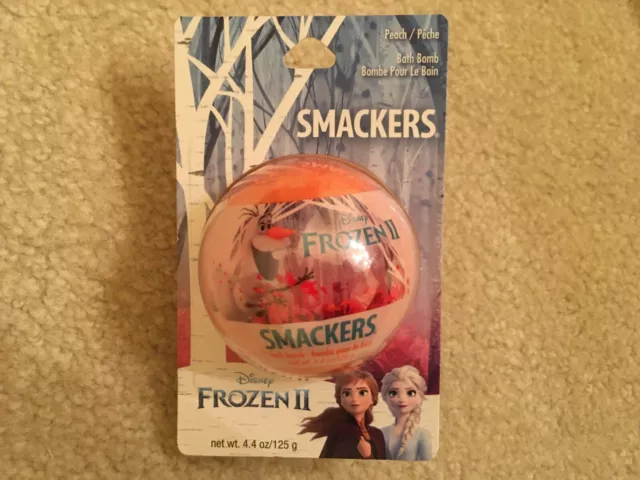 Peach / Pêche
Bath Bomb
Bombe Pour Le Bain
SMACKERS®
Disney
FROZEN II
SMACKERS®
Disney
FROZEN II
net wt. 4.4 oz/125 g